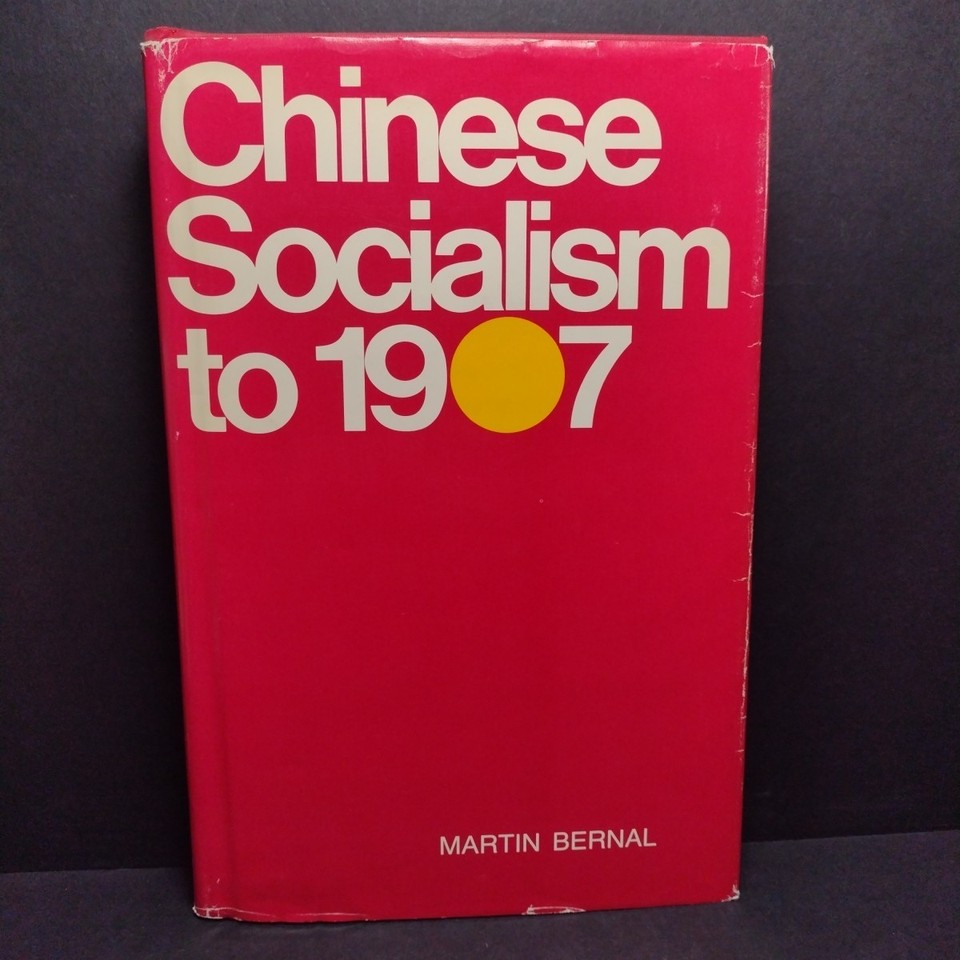 Chinese
Socialism
to 1907
MARTIN BERNAL